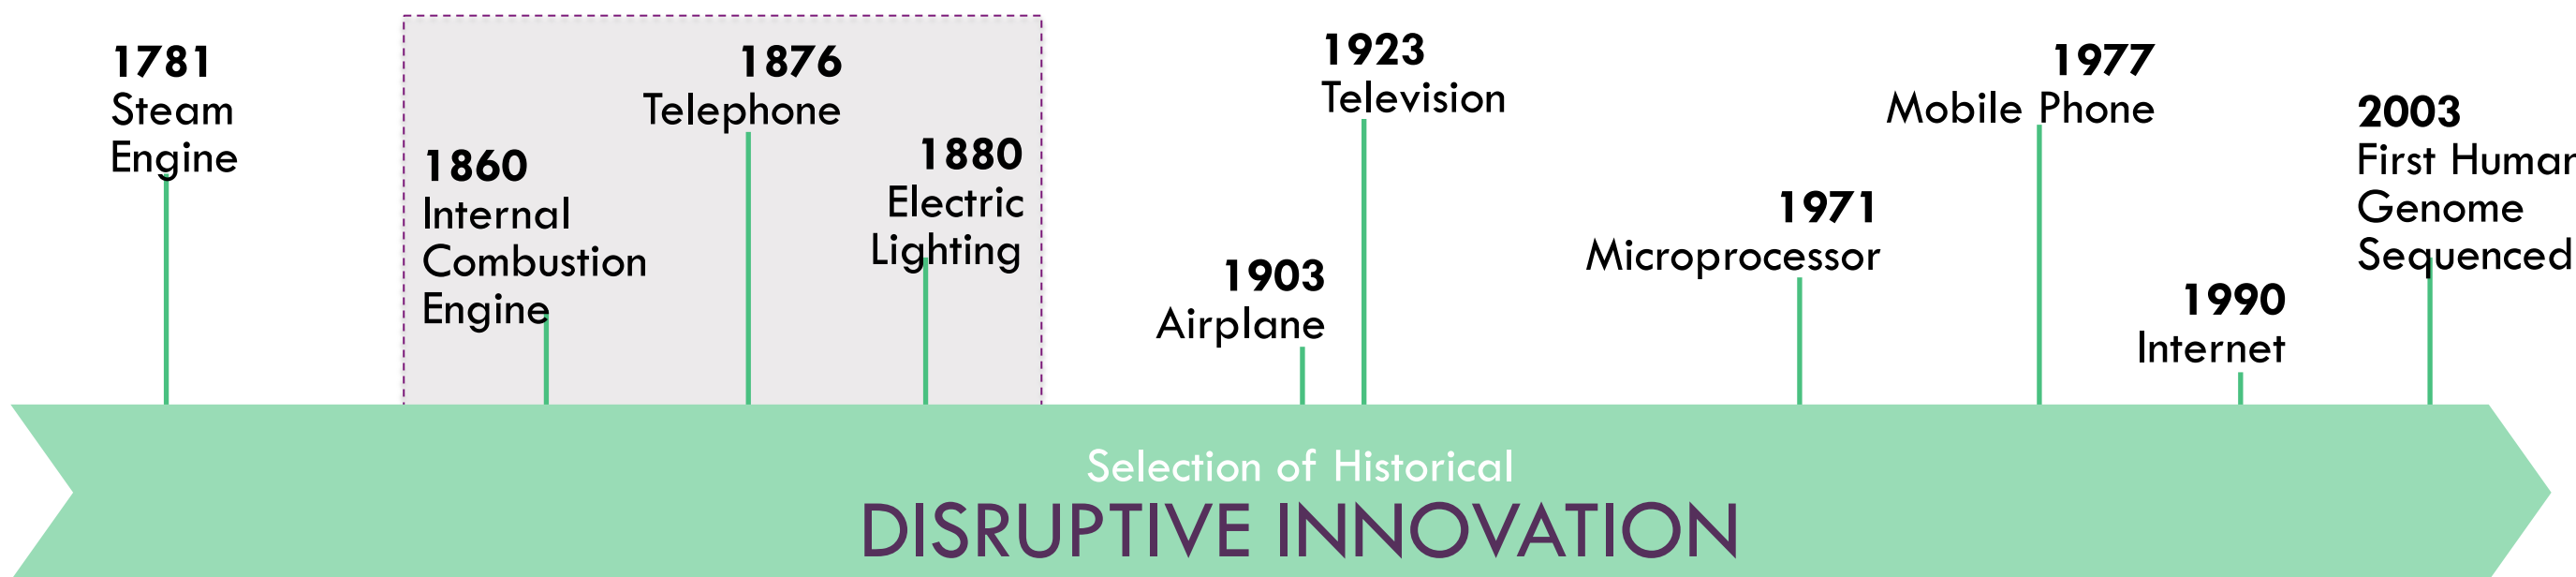 1781
Steam
Engine
1860
Internal
Combustion
Engine
1876
Telephone
1880
Electric
Lighting
1903
Airplane
1923
Television
1971
Microprocessor
1977
Mobile Phone
1990
Internet
2003
First Human
Genome
Sequenced
Selection of Historical
DISRUPTIVE INNOVATION